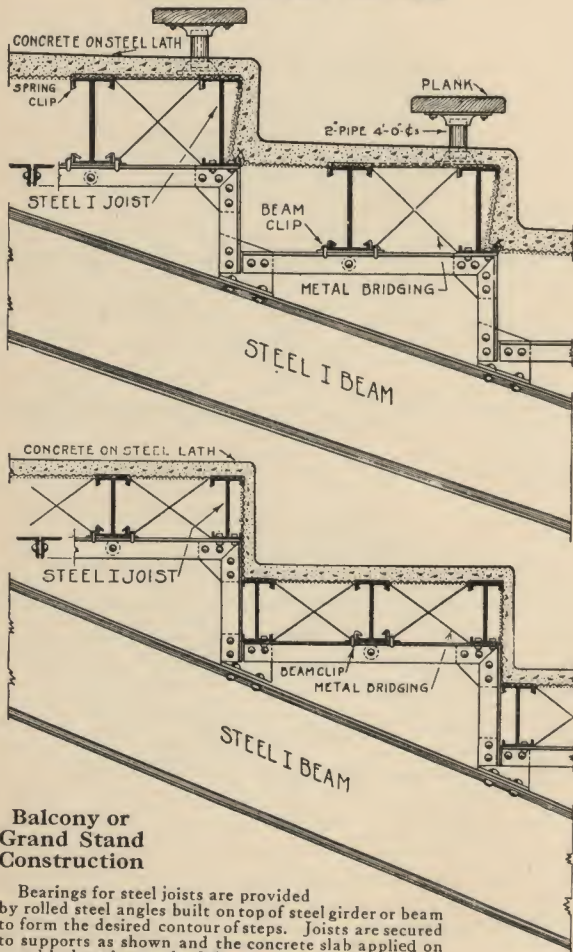 CONCRETE ON STEEL LATH
SPRING
CLIP
PLANK
2" PIPE 4'-0" ¢s
STEEL I JOIST
BEAM
CLIP
METAL BRIDGING
STEEL I BEAM
CONCRETE ON STEEL LATH
STEEL I JOIST
BEAM CLIP
METAL BRIDGING
STEEL I BEAM
Balcony or
Grand Stand
Construction
Bearings for steel joists are provided
by rolled steel angles built on top of steel girder or beam
to form the desired contour of steps. Joists are secured
to supports as shown and the concrete slab applied on